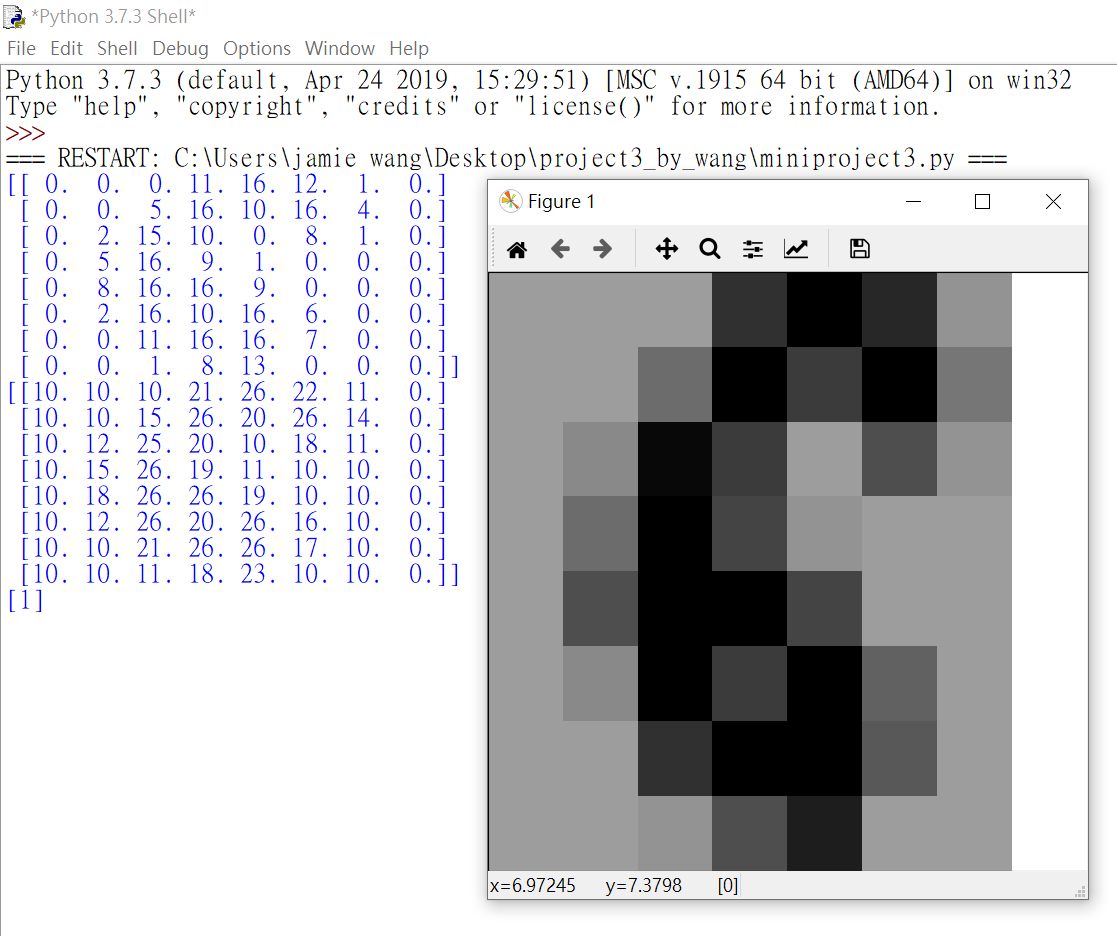 *Python 3.7.3 Shell*
File Edit Shell Debug Options Window Help
Python 3.7.3 (default, Apr 24 2019, 15:29:51) [MSC v.1915 64 bit (AMD64)] on win32
Type "help", "copyright", "credits" or "license()" for more information.
>>>
=== RESTART: C:\Users\jamie wang\Desktop\project3_by_wang\miniproject3.py ===
[[ 0.  0.  0. 11. 16. 12.  1.  0.]
 [ 0.  0.  5. 16. 10. 16.  4.  0.]
 [ 0.  2. 15. 10.  0.  8.  1.  0.]
 [ 0.  5. 16.  9.  1.  0.  0.  0.]
 [ 0.  8. 16. 16.  9.  0.  0.  0.]
 [ 0.  2. 16. 10. 16.  6.  0.  0.]
 [ 0.  0. 11. 16. 16.  7.  0.  0.]
 [ 0.  0.  1.  8. 13.  0.  0.  0.]]
[[10. 10. 10. 21. 26. 22. 11.  0.]
 [10. 10. 15. 26. 20. 26. 14.  0.]
 [10. 12. 25. 20. 10. 18. 11.  0.]
 [10. 15. 26. 19. 11. 10. 10.  0.]
 [10. 18. 26. 26. 19. 10. 10.  0.]
 [10. 12. 26. 20. 26. 16. 10.  0.]
 [10. 10. 21. 26. 26. 17. 10.  0.]
 [10. 10. 11. 18. 23. 10. 10.  0.]]
[1]
Figure 1
x=6.97245 y=7.3798 [0]